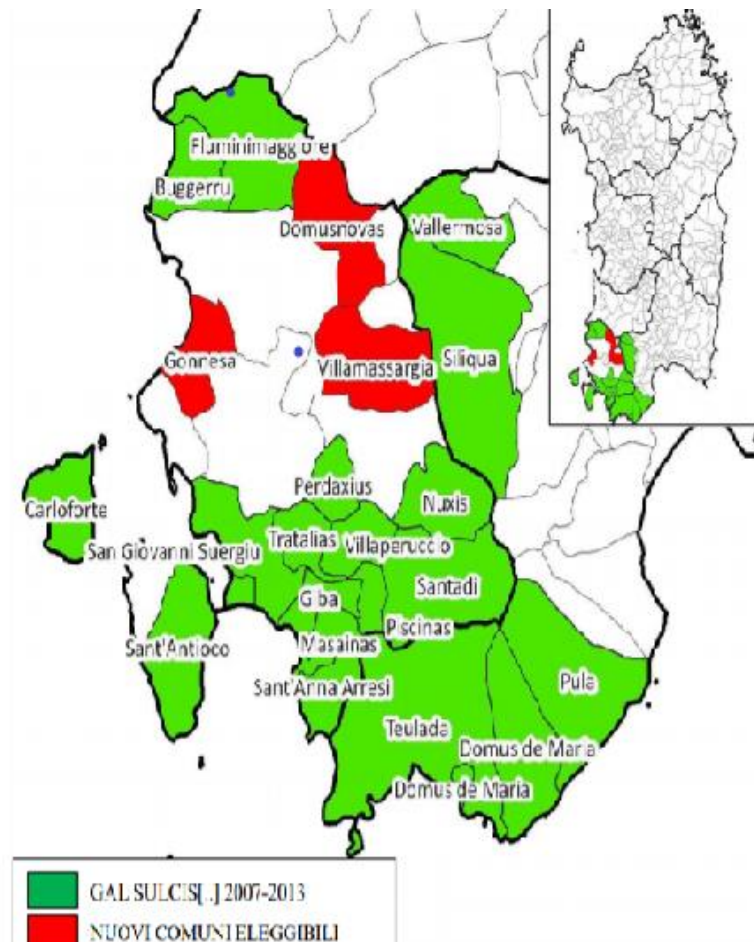 Fluminimaggiore
Buggerru
Domusnovas
Vallermosa
Gonnesa
Villamassargia
Siliqua
Perdaxius
Nuxis
Carloforte
Tratalias
San Giovanni Suergiu
Villaperuccio
Santadi
Giba
Piscinas
Sant'Antioco
Masainas
Sant'Anna Arresi
Pula
Teulada
Domus de Maria
Domus de Maria
GAL SULCIS[..] 2007-2013
NUOVI COMUNI ELEGGIBILI